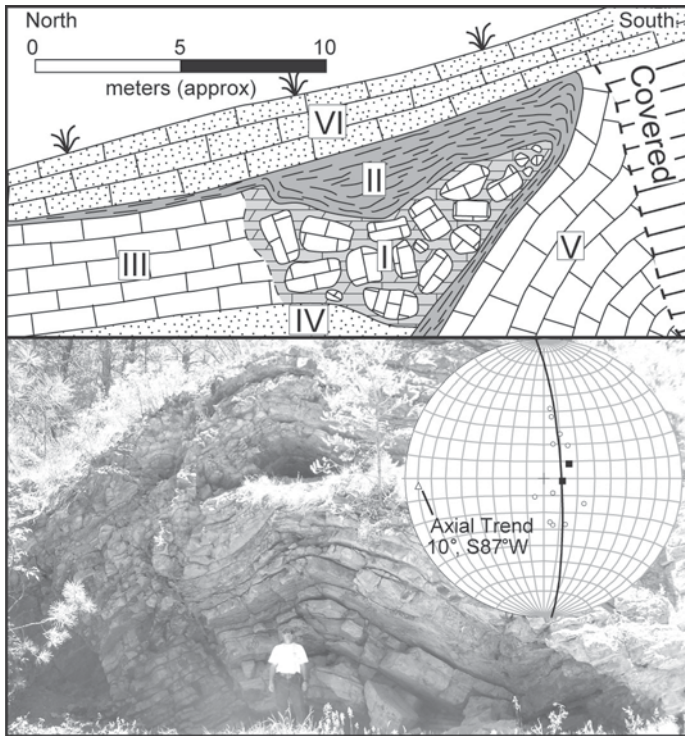 North
South
0
5
10
meters (approx)
Covered
VI
II
I
III
V
IV
Axial Trend
10°, S87°W